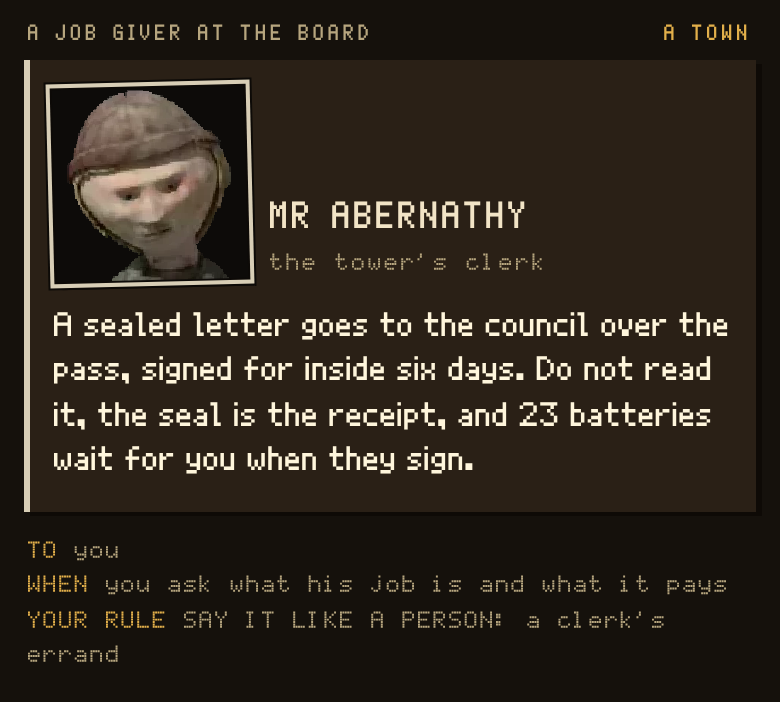 A JOB GIVER AT THE BOARD
A TOWN
MR ABERNATHY
the tower's clerk
A sealed letter goes to the council over the
pass, signed for inside six days. Do not read
it, the seal is the receipt, and 23 batteries
wait for you when they sign.
TO you
WHEN you ask what his job is and what it pays
YOUR RULE SAY IT LIKE A PERSON: a clerk's
errand